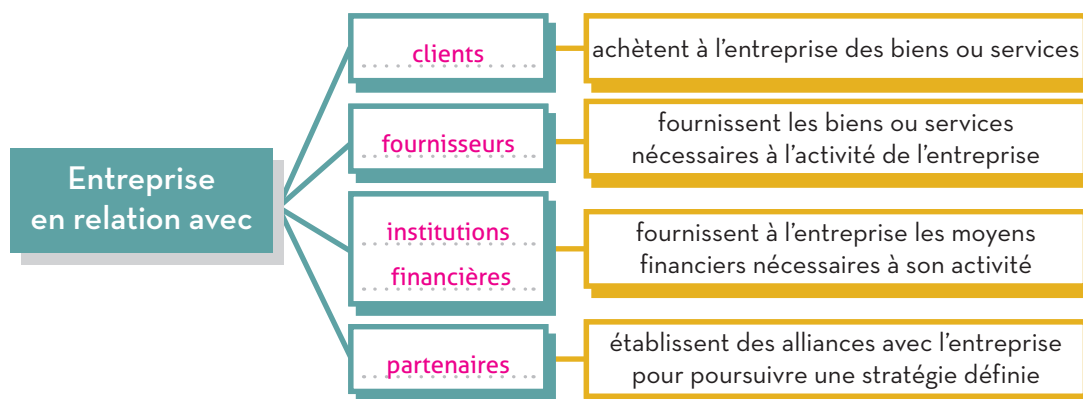 Entreprise
en relation avec
clients
achètent à l'entreprise des biens ou services
fournisseurs
fournissent les biens ou services
nécessaires à l'activité de l'entreprise
institutions
financières
fournissent à l'entreprise les moyens
financiers nécessaires à son activité
partenaires
établissent des alliances avec l'entreprise
pour poursuivre une stratégie définie